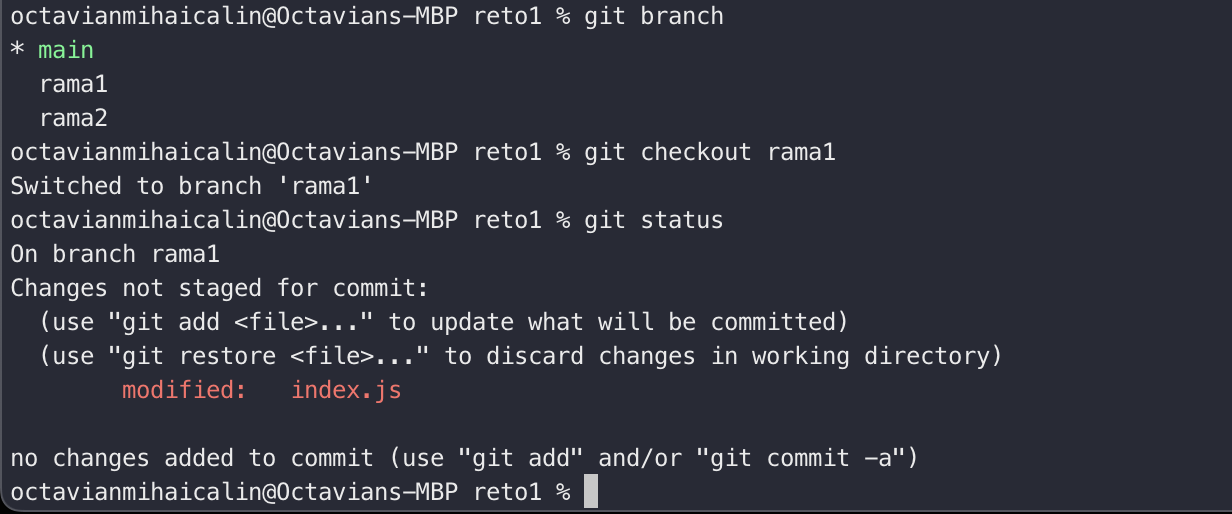 octavianmihaicalin@Octavians-MBP reto1 % git branch
* main
  rama1
  rama2
octavianmihaicalin@Octavians-MBP reto1 % git checkout rama1
Switched to branch 'rama1'
octavianmihaicalin@Octavians-MBP reto1 % git status
On branch rama1
Changes not staged for commit:
  (use "git add <file>..." to update what will be committed)
  (use "git restore <file>..." to discard changes in working directory)
        modified:   index.js

no changes added to commit (use "git add" and/or "git commit -a")
octavianmihaicalin@Octavians-MBP reto1 %